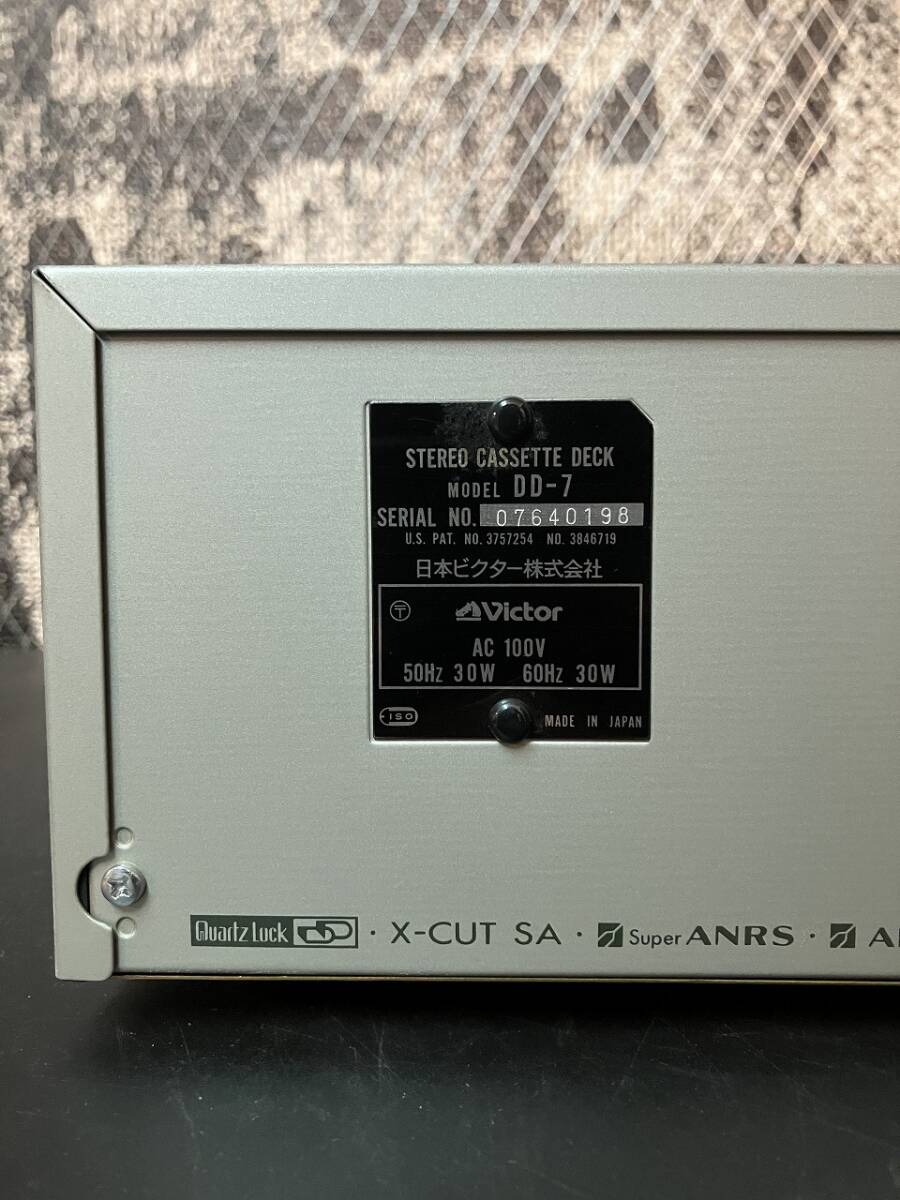 STEREO CASSETTE DECK
MODEL DD-7
SERIAL NO. 07640198
U.S. PAT. NO. 3757254 NO. 3846719
日本ビクター株式会社
〒 Victor
AC 100V
50Hz 30W 60Hz 30W
ISO MADE IN JAPAN
Quartz Lock DD · X-CUT SA · Super ANRS ·